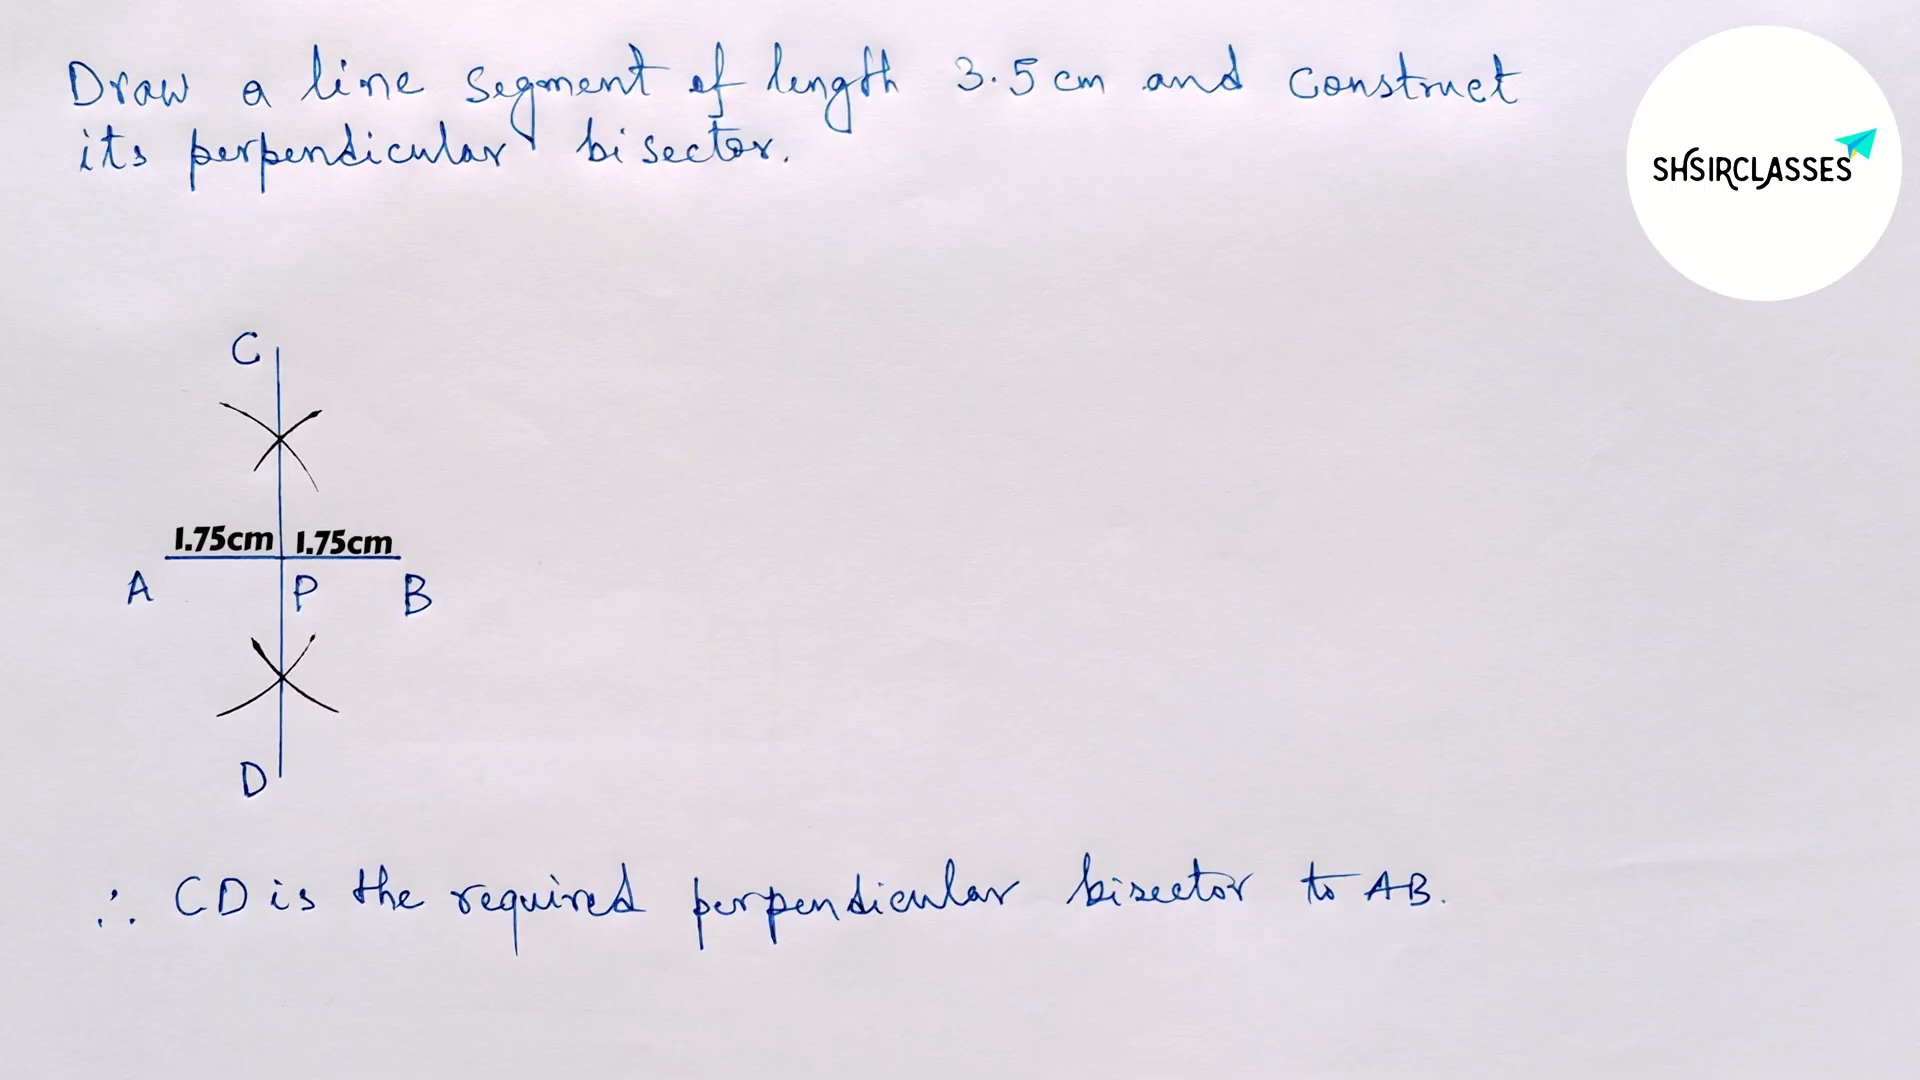 Draw a line segment of length 3.5 cm and construct
its perpendicular bisector.
SHSIRCLASSES
C
1.75cm 1.75cm
A P B
D
∴ CD is the required perpendicular bisector to AB.